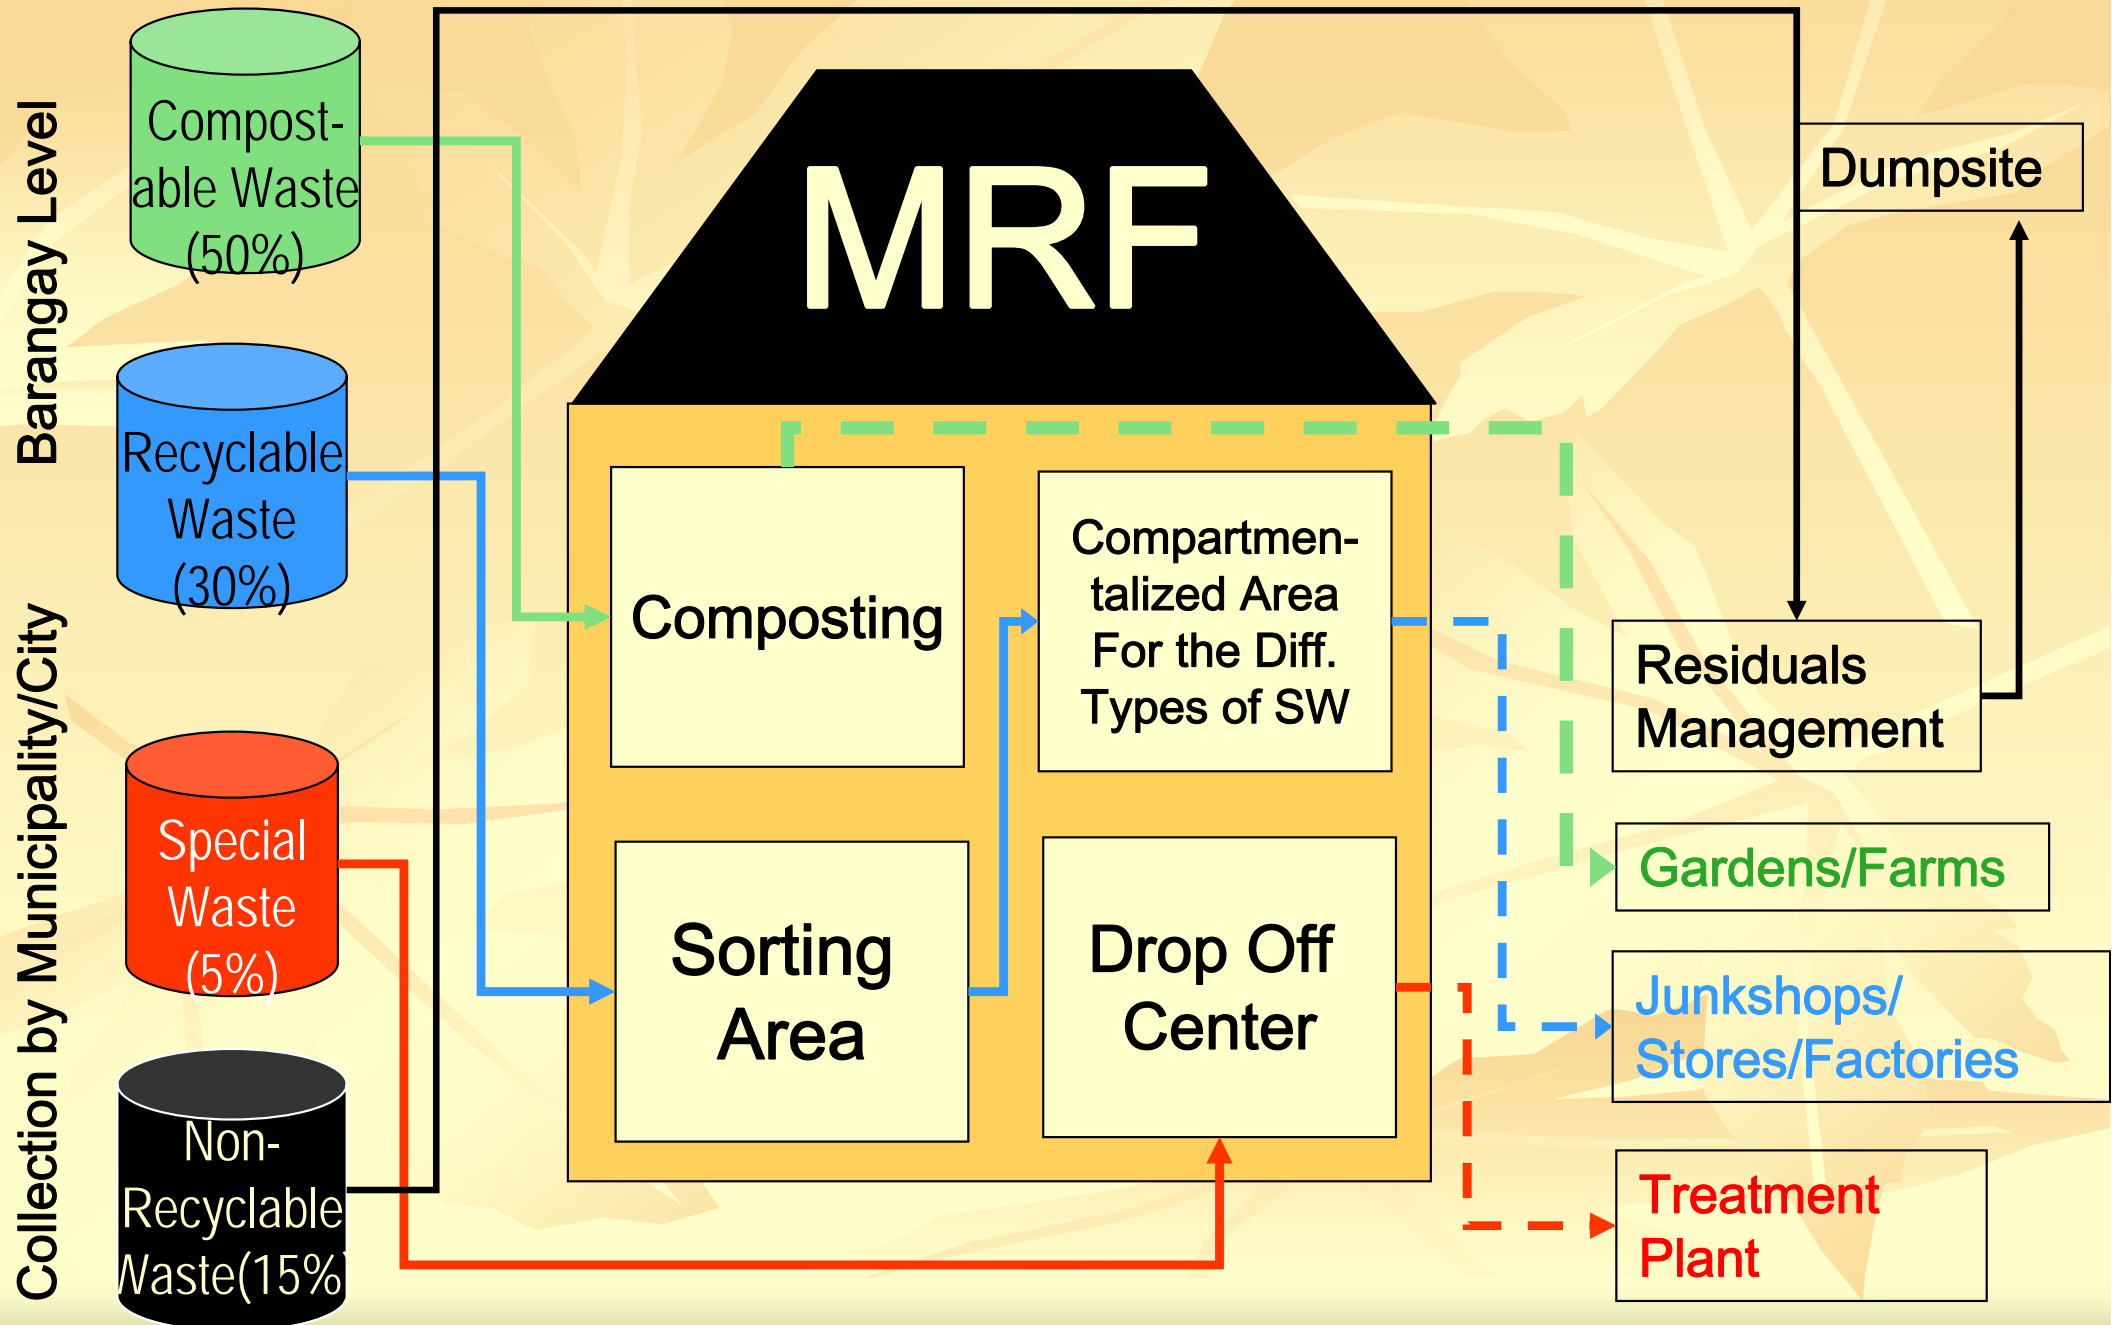 Barangay Level
Collection by Municipality/City
Compost-
able Waste
(50%)
Recyclable
Waste
(30%)
Special
Waste
(5%)
Non-
Recyclable
Waste(15%
MRF
Composting
Compartmen-
talized Area
For the Diff.
Types of SW
Sorting
Area
Drop Off
Center
Dumpsite
Residuals
Management
Gardens/Farms
Junkshops/
Stores/Factories
Treatment
Plant